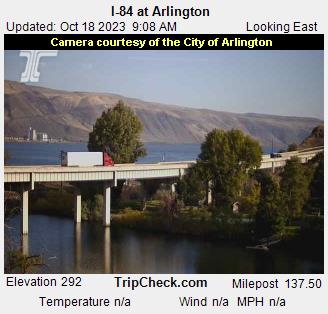 I-84 at Arlington
Updated: Oct 18 2023 9:08 AM Looking East
Camera courtesy of the City of Arlington
Elevation 292 TripCheck.com Milepost 137.50
Temperature n/a Wind n/a MPH n/a